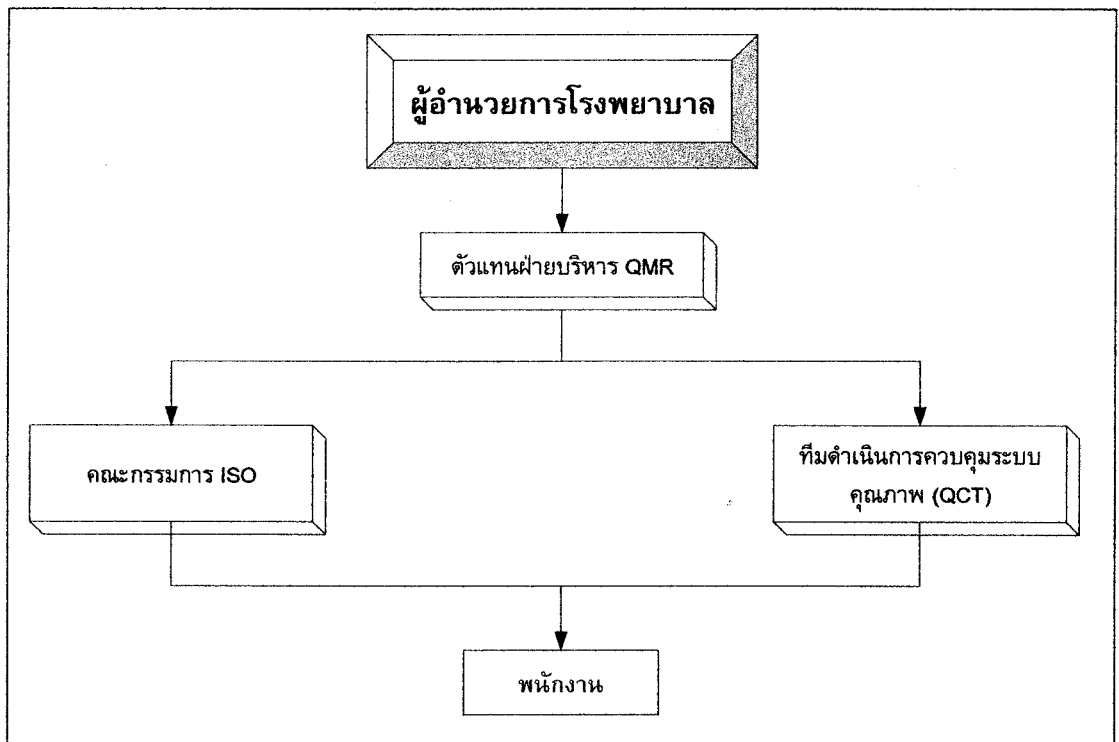 ผู้อำนวยการโรงพยาบาล
ตัวแทนฝ่ายบริหาร QMR
คณะกรรมการ ISO
ทีมดำเนินการควบคุมระบบ
คุณภาพ (QCT)
พนักงาน